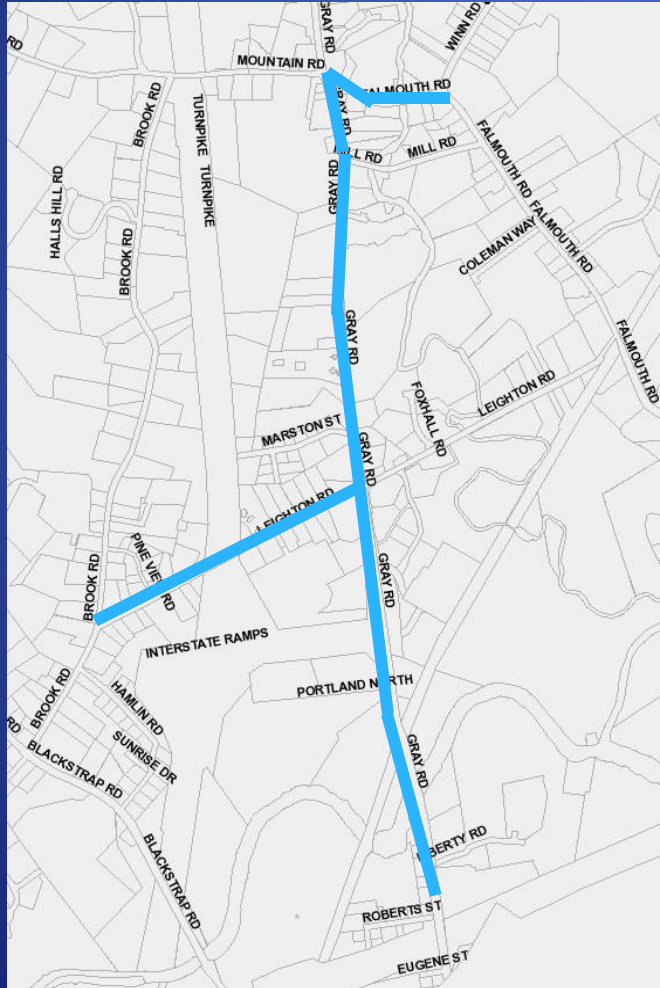 GRAY RD
WINN RD
RD
MOUNTAIN RD
FALMOUTH RD
BROOK RD
TURNPIKE
TURNPIKE
GRAY RD
MILL RD
MILL RD
FALMOUTH RD
HALLS HILL RD
GRAY RD
FALMOUTH RD
COLEMAN WAY
BROOK RD
GRAY RD
FALMOUTH RD
FOXHALL RD
LEIGHTON RD
MARSTON ST
GRAY RD
LEIGHTON RD
PINE VIEW RD
BROOK RD
GRAY RD
INTERSTATE RAMPS
PORTLAND NORTH
BROOK RD
HAMLIN RD
RD
SUNRISE DR
BLACKSTRAP RD
GRAY RD
LIBERTY RD
BLACKSTRAP RD
ROBERTS ST
EUGENE ST